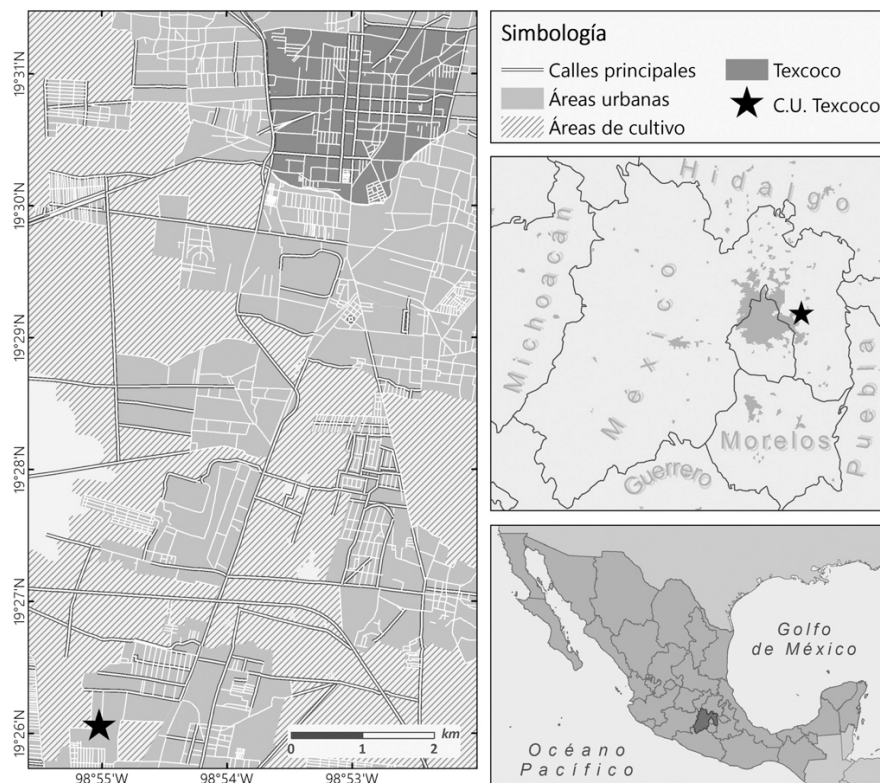 19°31'N
19°30'N
19°29'N
19°28'N
19°27'N
19°26'N
98°55'W
98°54'W
98°53'W
0
1
2
km
Simbología
Calles principales
Áreas urbanas
Áreas de cultivo
Texcoco
C.U. Texcoco
Hidalgo
Michoacán
México
Puebla
Morelos
Guerrero
Golfo
de México
Océano
Pacífico